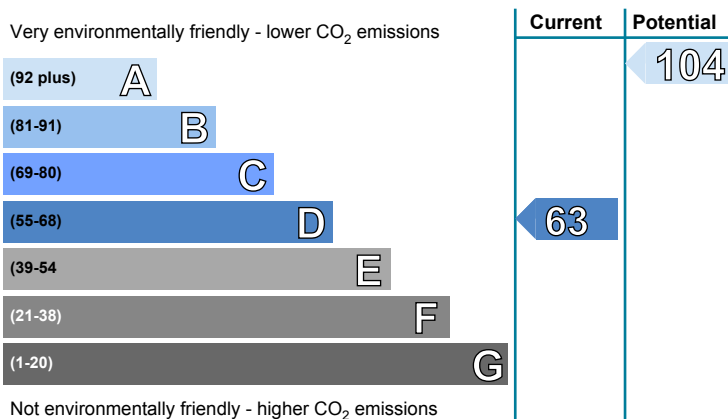 Current Potential
Very environmentally friendly - lower CO2 emissions
104
(92 plus) A
(81-91) B
(69-80) C
(55-68) D
63
(39-54 E
(21-38) F
(1-20) G
Not environmentally friendly - higher CO2 emissions